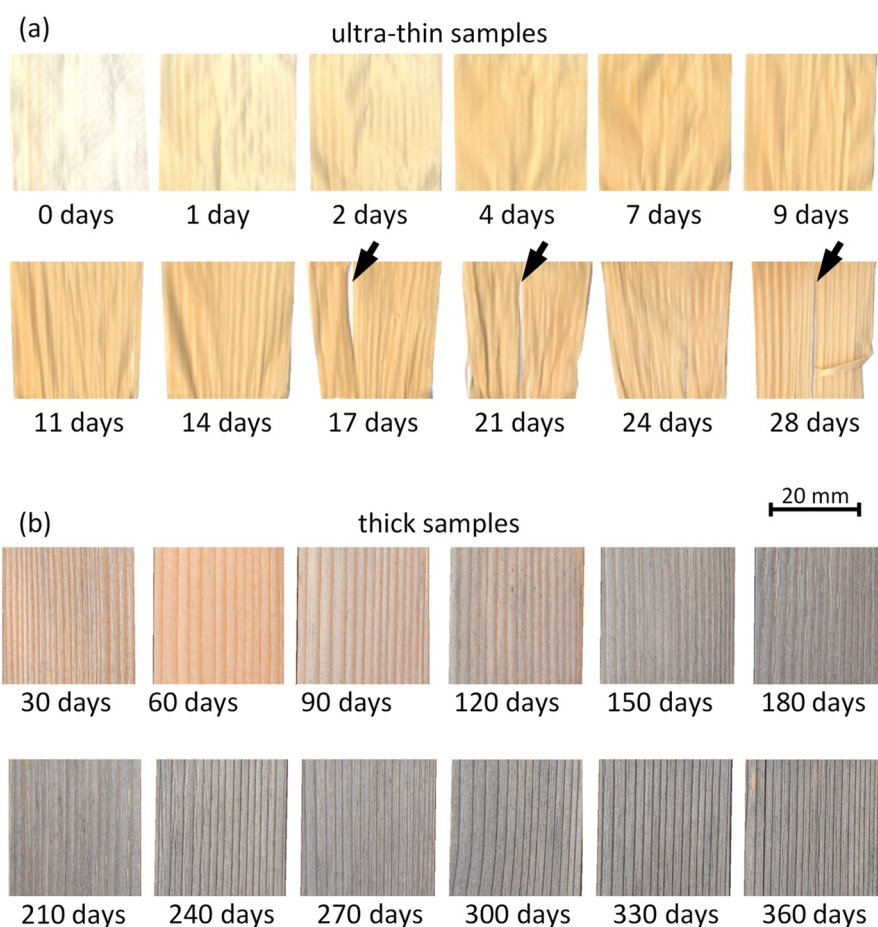 (a)
ultra-thin samples
0 days 1 day 2 days 4 days 7 days 9 days
11 days 14 days 17 days 21 days 24 days 28 days
20 mm
(b)
thick samples
30 days 60 days 90 days 120 days 150 days 180 days
210 days 240 days 270 days 300 days 330 days 360 days